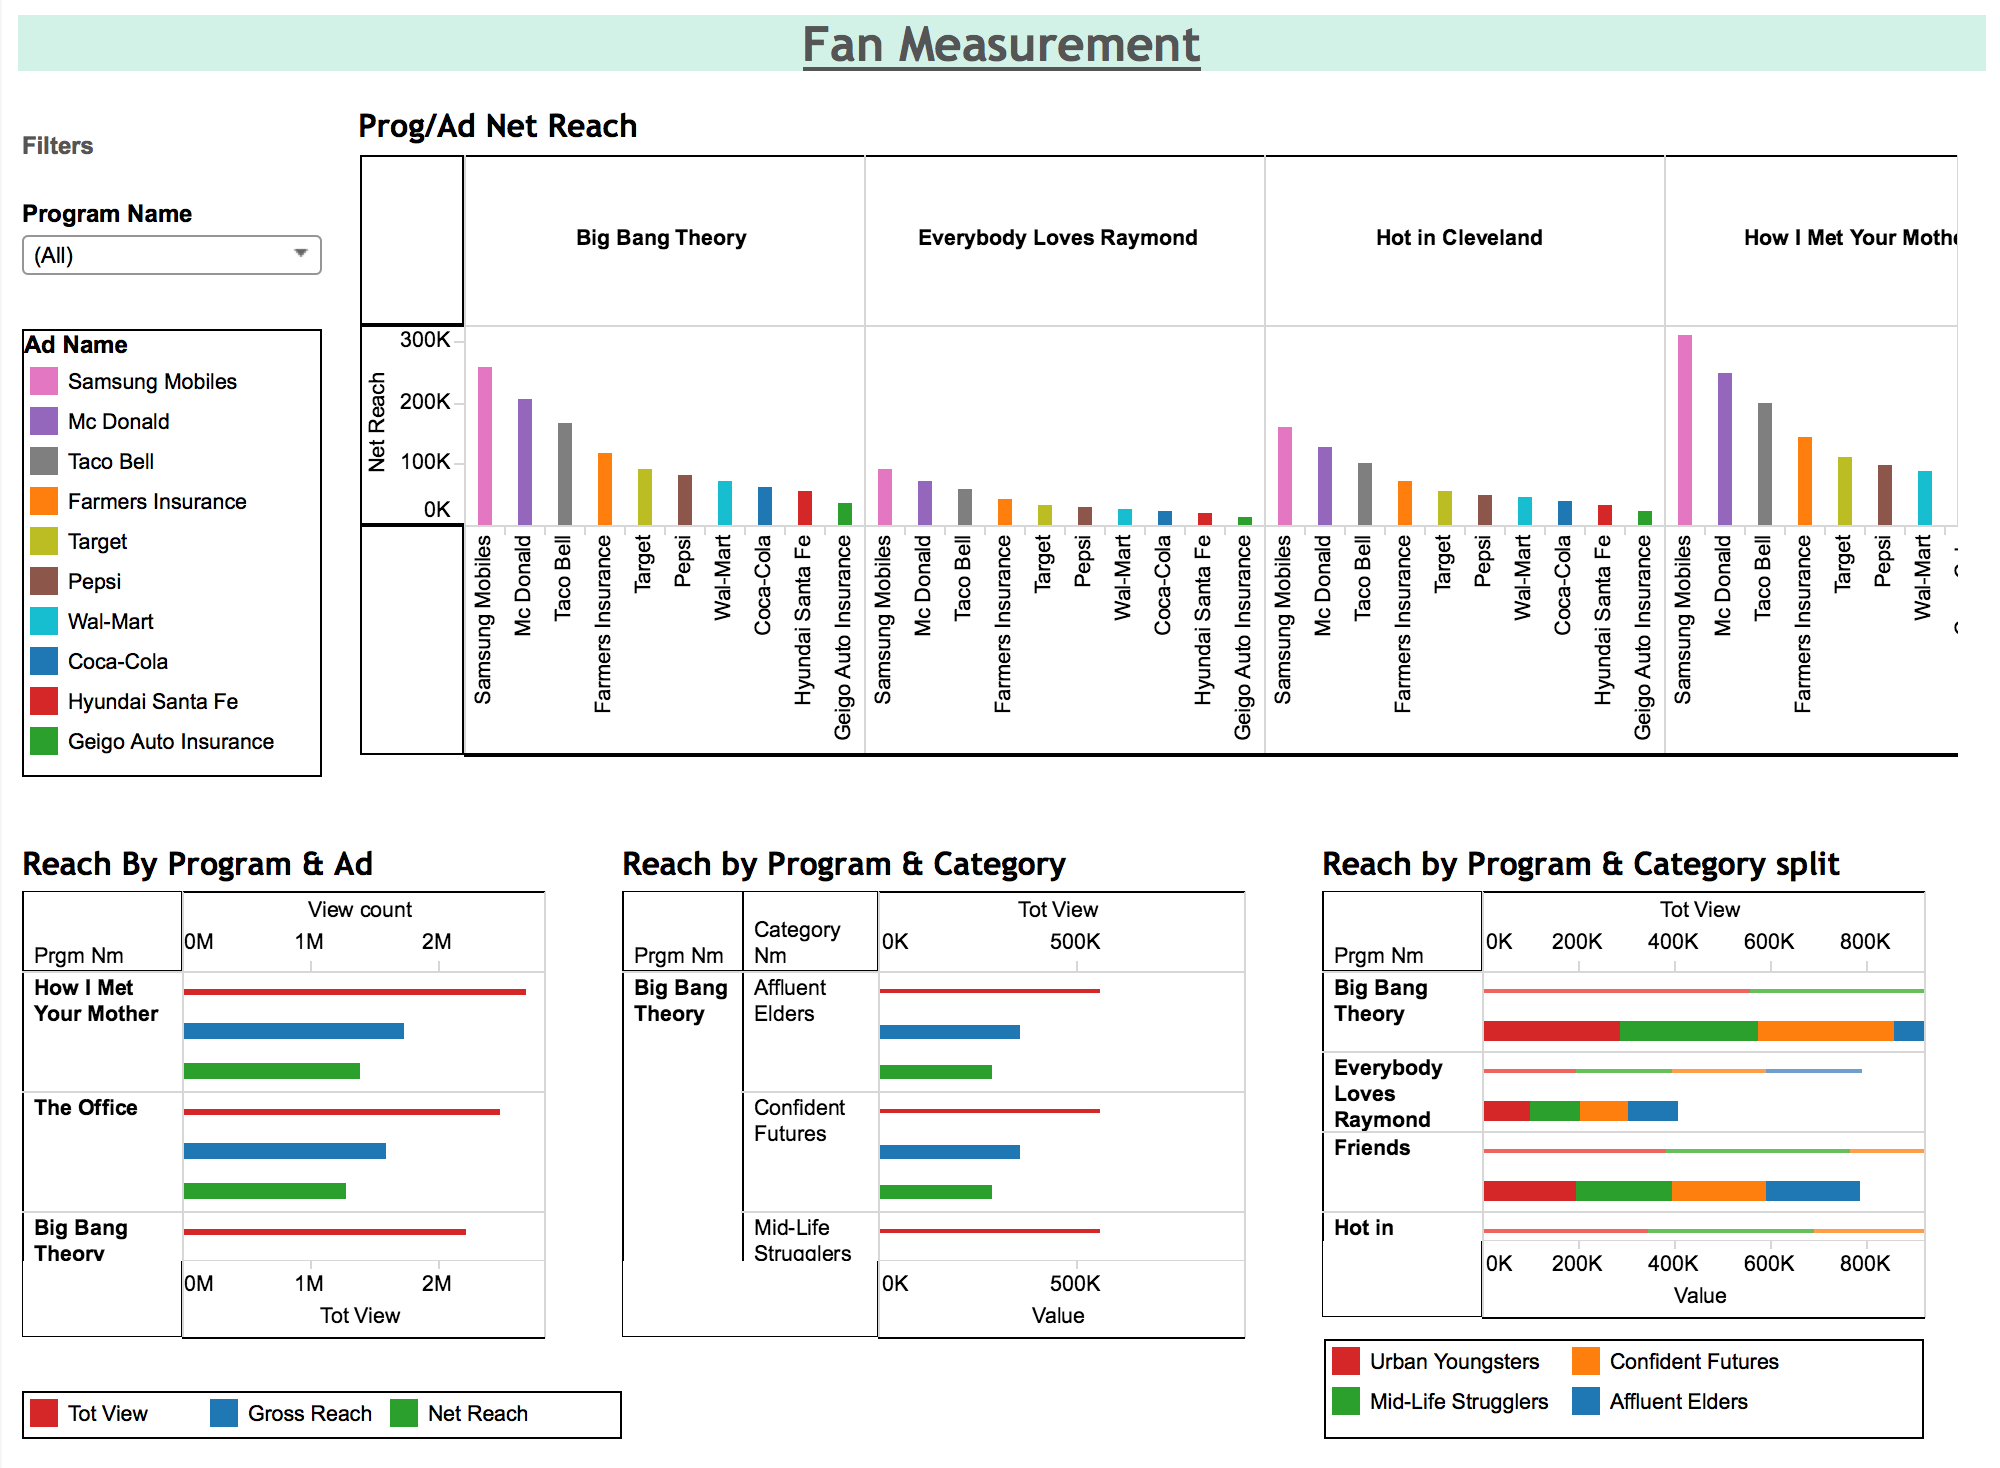 Fan Measurement
Filters
Program Name
(All)
Ad Name
Samsung Mobiles
Mc Donald
Taco Bell
Farmers Insurance
Target
Pepsi
Wal-Mart
Coca-Cola
Hyundai Santa Fe
Geigo Auto Insurance
Prog/Ad Net Reach
Big Bang Theory
Everybody Loves Raymond
Hot in Cleveland
How I Met Your Moth
Net Reach
300K
200K
100K
0K
Samsung Mobiles
Mc Donald
Taco Bell
Farmers Insurance
Target
Pepsi
Wal-Mart
Coca-Cola
Hyundai Santa Fe
Geigo Auto Insurance
Samsung Mobiles
Mc Donald
Taco Bell
Farmers Insurance
Target
Pepsi
Wal-Mart
Coca-Cola
Hyundai Santa Fe
Geigo Auto Insurance
Samsung Mobiles
Mc Donald
Taco Bell
Farmers Insurance
Target
Pepsi
Wal-Mart
Coca-Cola
Hyundai Santa Fe
Geigo Auto Insurance
Samsung Mobiles
Mc Donald
Taco Bell
Farmers Insurance
Target
Pepsi
Wal-Mart
Reach By Program & Ad
View count
0M 1M 2M
Prgm Nm
How I Met
Your Mother
The Office
Big Bang
Theory
0M 1M 2M
Tot View
Tot View Gross Reach Net Reach
Reach by Program & Category
Tot View
Category
Nm
0K 500K
Prgm Nm
Big Bang
Theory
Affluent
Elders
Confident
Futures
Mid-Life
Strugglers
0K 500K
Value
Reach by Program & Category split
Tot View
0K 200K 400K 600K 800K
Prgm Nm
Big Bang
Theory
Everybody
Loves
Raymond
Friends
Hot in
0K 200K 400K 600K 800K
Value
Urban Youngsters Confident Futures
Mid-Life Strugglers Affluent Elders